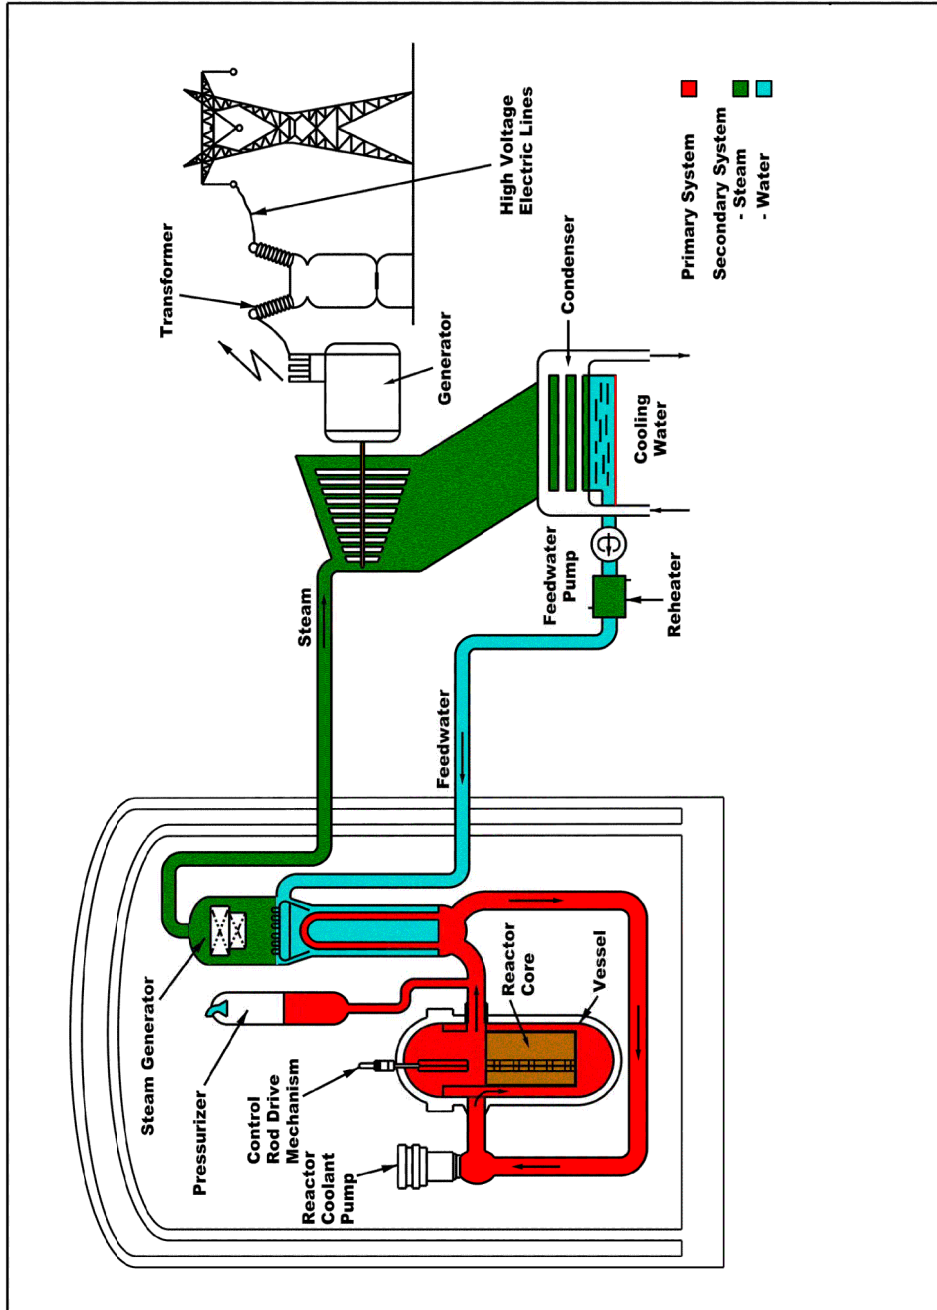 Steam Generator
Pressurizer
Control
Rod Drive
Mechanism
Reactor
Coolant
Pump
Reactor
Core
Vessel
Steam
Feedwater
Feedwater
Pump
Reheater
Transformer
Generator
High Voltage
Electric Lines
Condenser
Cooling
Water
Primary System
Secondary System
- Steam
- Water